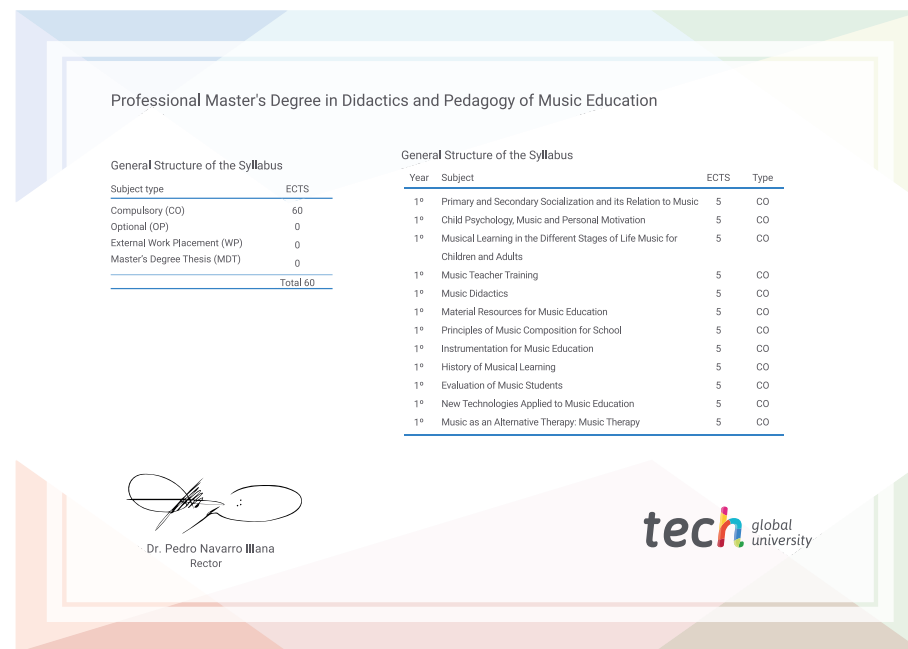 Professional Master's Degree in Didactics and Pedagogy of Music Education
General Structure of the Syllabus
Subject type ECTS
Compulsory (CO) 60
Optional (OP) 0
External Work Placement (WP) 0
Master's Degree Thesis (MDT) 0
Total 60
General Structure of the Syllabus
Year Subject ECTS Type
1º Primary and Secondary Socialization and its Relation to Music 5 CO
1º Child Psychology, Music and Personal Motivation 5 CO
1º Musical Learning in the Different Stages of Life Music for 5 CO
Children and Adults
1º Music Teacher Training 5 CO
1º Music Didactics 5 CO
1º Material Resources for Music Education 5 CO
1º Principles of Music Composition for School 5 CO
1º Instrumentation for Music Education 5 CO
1º History of Musical Learning 5 CO
1º Evaluation of Music Students 5 CO
1º New Technologies Applied to Music Education 5 CO
1º Music as an Alternative Therapy: Music Therapy 5 CO
Dr. Pedro Navarro Illana
Rector
tech global
university